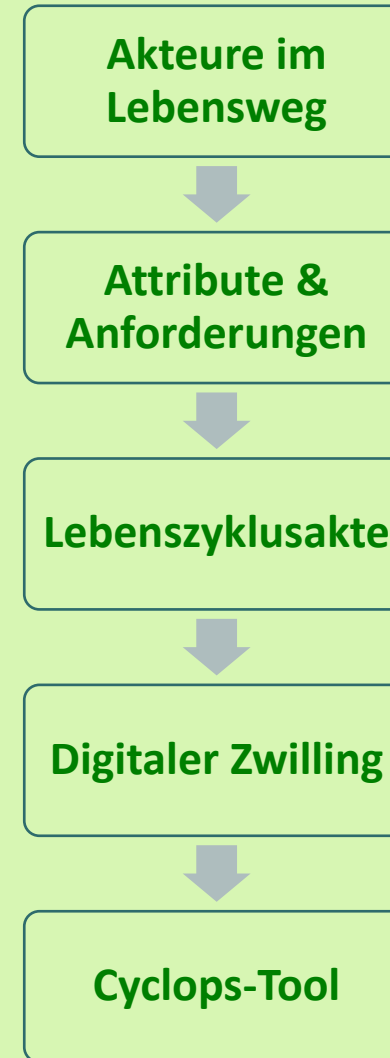 Akteure im
Lebensweg
Attribute &
Anforderungen
Lebenszyklusakte
Digitaler Zwilling
Cyclops-Tool